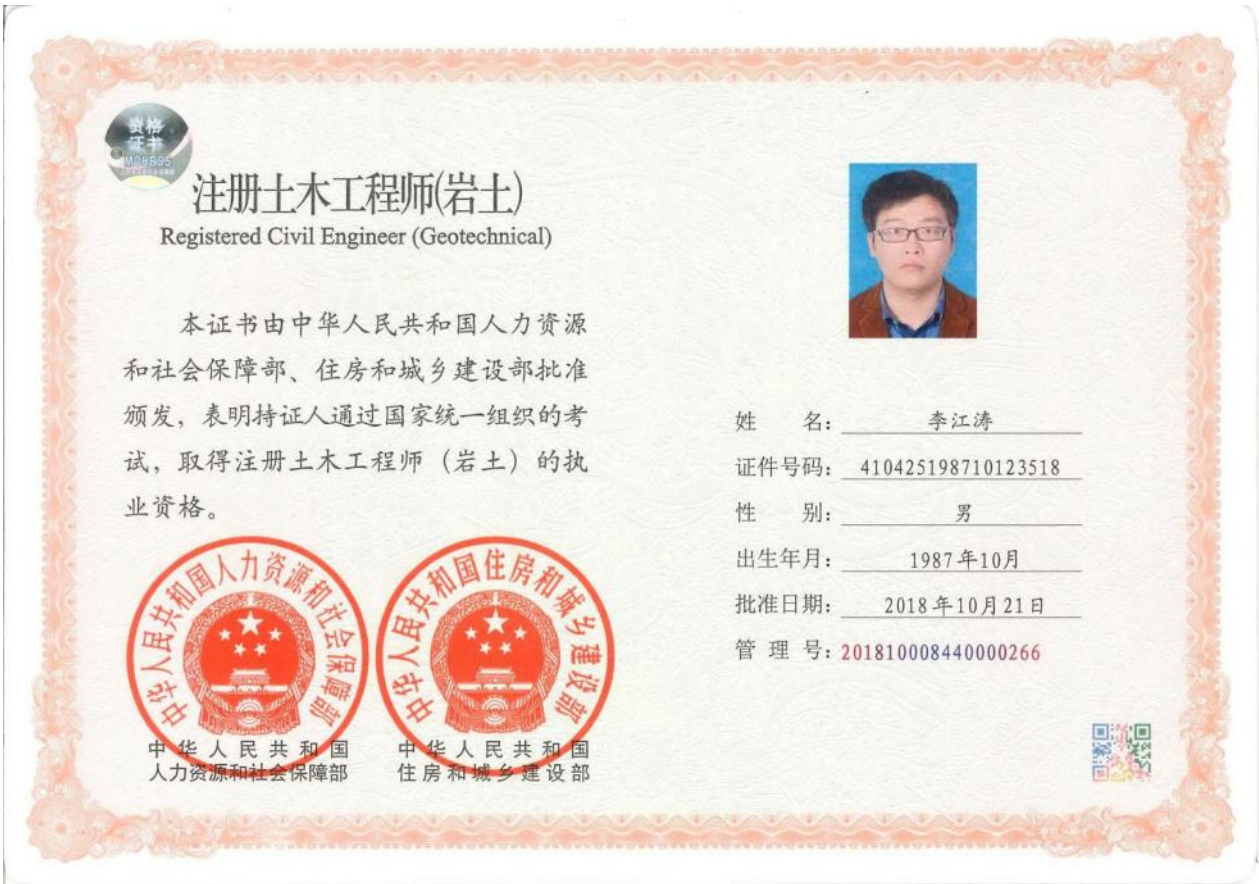 资格
证书
MOHRSS
注册土木工程师(岩土)
Registered Civil Engineer (Geotechnical)
本证书由中华人民共和国人力资源
和社会保障部、住房和城乡建设部批准
颁发，表明持证人通过国家统一组织的考
试，取得注册土木工程师（岩土）的执
业资格。
中华人民共和国人力资源和社会保障部
中华人民共和国住房和城乡建设部
中华人民共和国
人力资源和社会保障部
中华人民共和国
住房和城乡建设部
姓 名：李江涛
证件号码：410425198710123518
性 别：男
出生年月：1987年10月
批准日期：2018年10月21日
管 理 号：201810008440000266